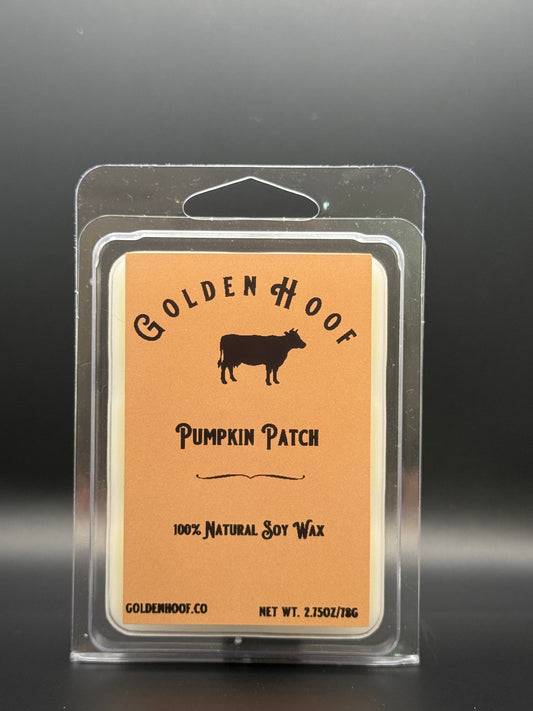 Golden Hoof
Pumpkin Patch
100% Natural Soy Wax
GOLDENHOOF.CO NET WT. 2.75OZ/78G